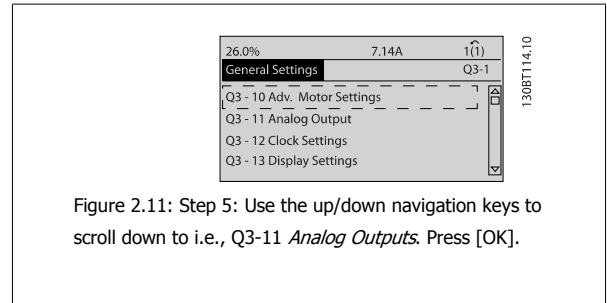 26.0% 7.14A 1(1)
General Settings Q3-1
Q3 - 10 Adv. Motor Settings
Q3 - 11 Analog Output
Q3 - 12 Clock Settings
Q3 - 13 Display Settings
130BT114.10
Figure 2.11: Step 5: Use the up/down navigation keys to
scroll down to i.e., Q3-11 Analog Outputs. Press [OK].